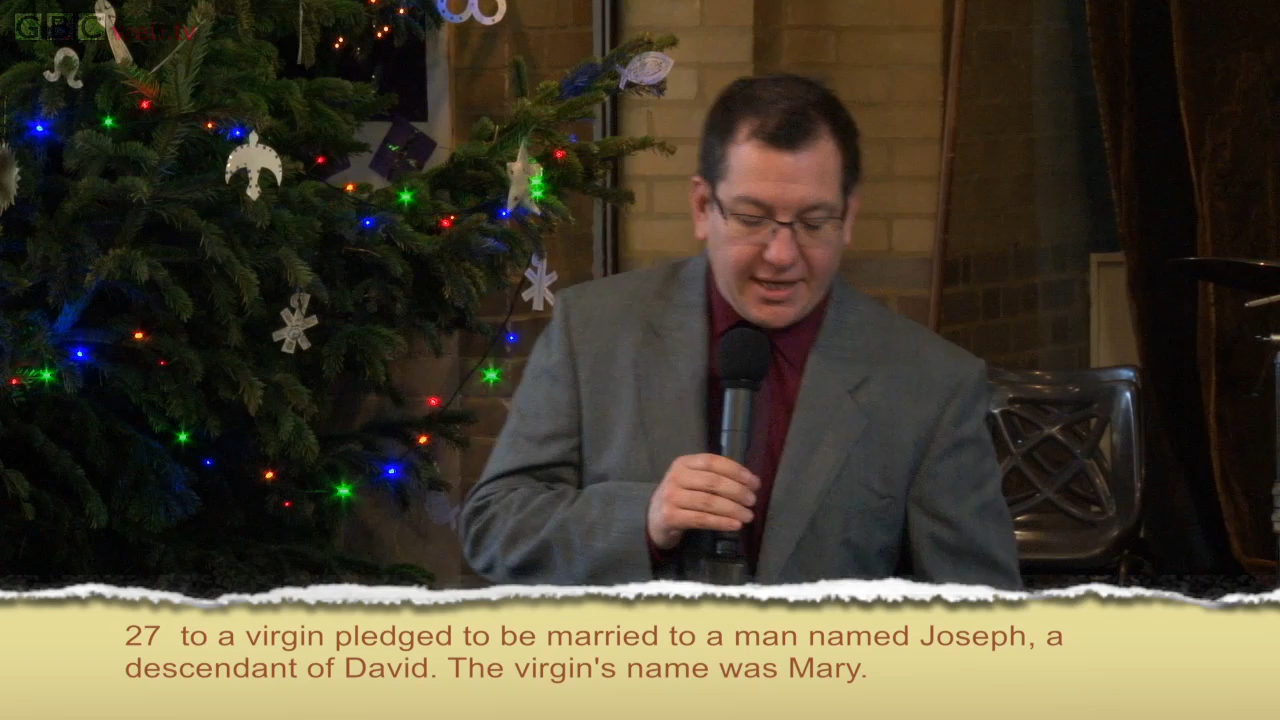 GBC
27 to a virgin pledged to be married to a man named Joseph, a
descendant of David. The virgin's name was Mary.